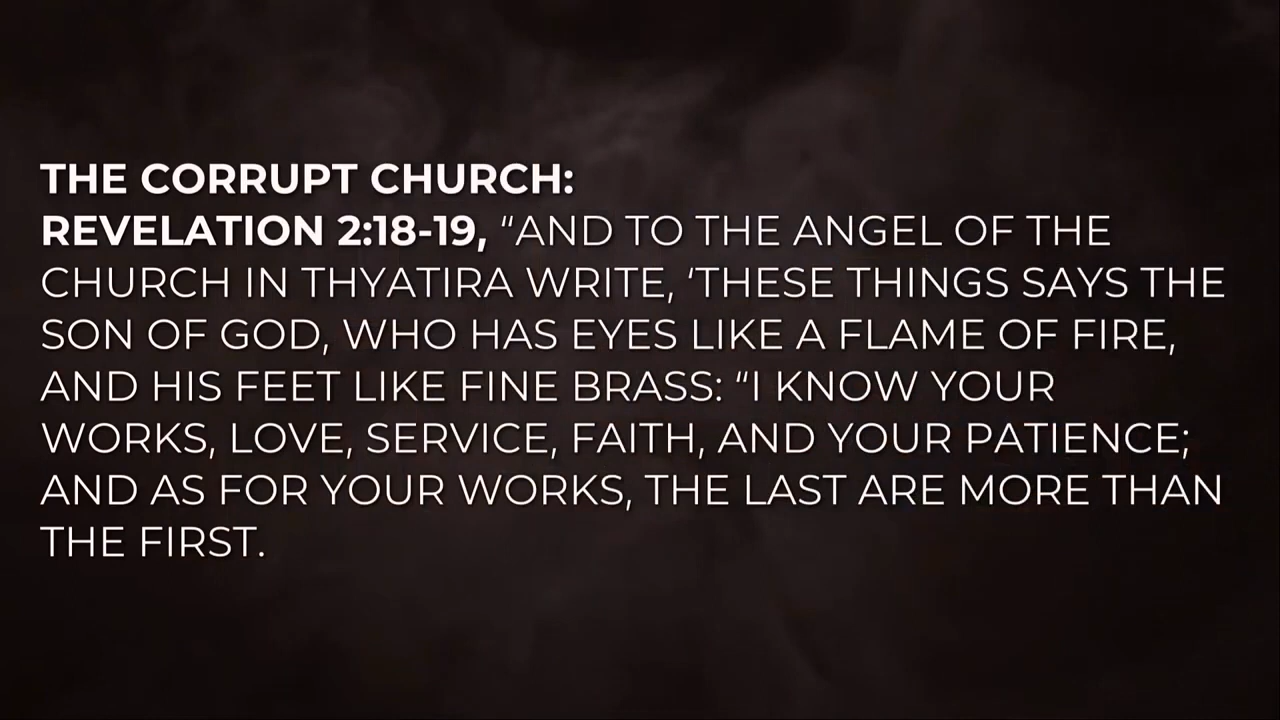 THE CORRUPT CHURCH:
REVELATION 2:18-19, “AND TO THE ANGEL OF THE
CHURCH IN THYATIRA WRITE, ‘THESE THINGS SAYS THE
SON OF GOD, WHO HAS EYES LIKE A FLAME OF FIRE,
AND HIS FEET LIKE FINE BRASS: “I KNOW YOUR
WORKS, LOVE, SERVICE, FAITH, AND YOUR PATIENCE;
AND AS FOR YOUR WORKS, THE LAST ARE MORE THAN
THE FIRST.